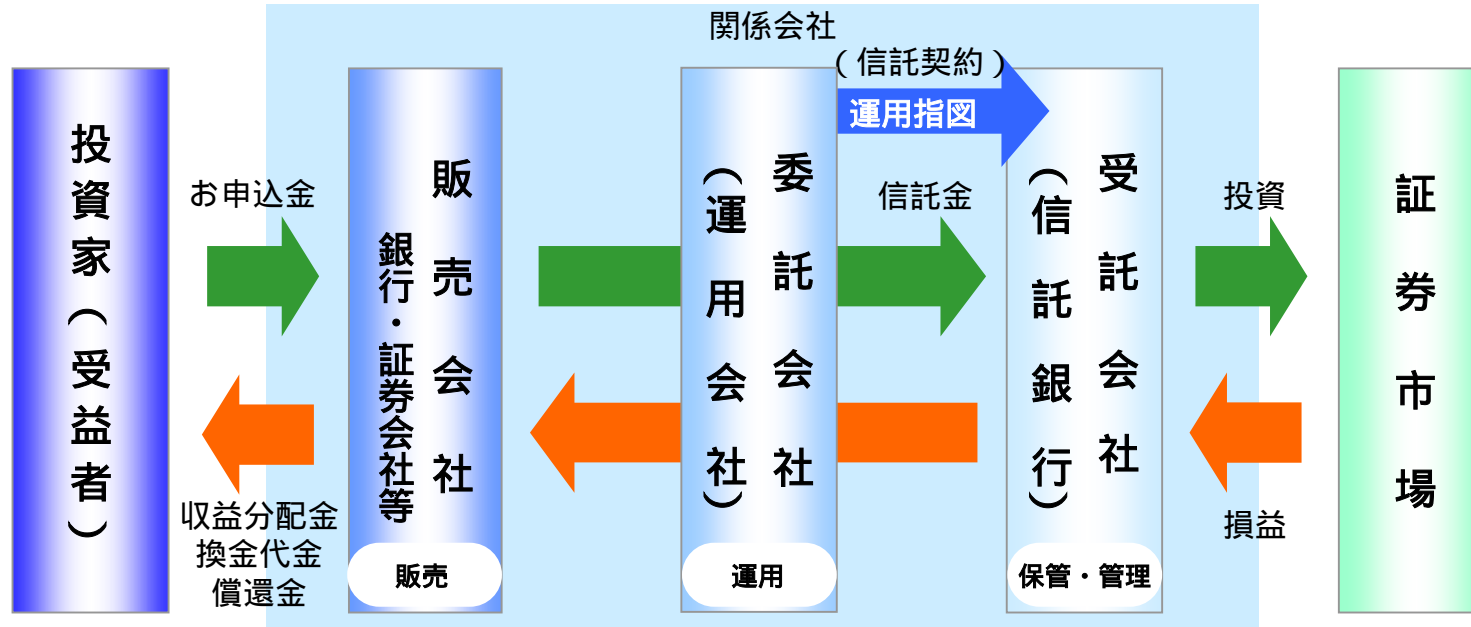 関係会社
(信託契約)
運用指図
投資家(受益者)
お申込金
収益分配金
換金代金
償還金
販売会社
銀行・証券会社等
販売
委託会社
(運用会社)
運用
信託金
受託会社
(信託銀行)
保管・管理
投資
損益
証券市場